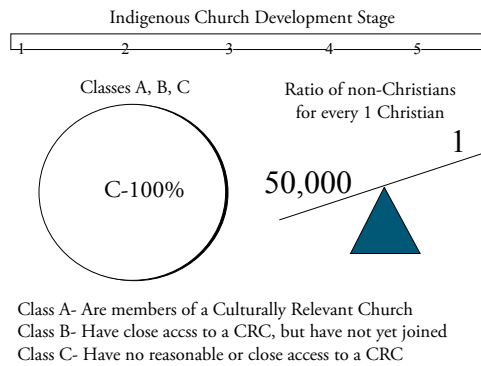 Indigenous Church Development Stage
1 2 3 4 5
Classes A, B, C
C-100%
Ratio of non-Christians
for every 1 Christian
1
50,000
Class A- Are members of a Culturally Relevant Church
Class B- Have close accss to a CRC, but have not yet joined
Class C- Have no reasonable or close access to a CRC